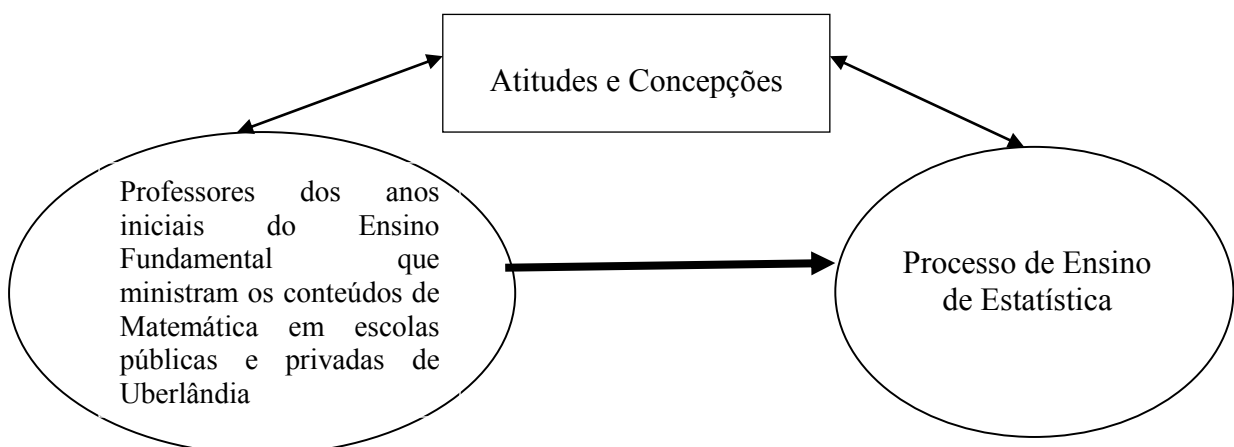 Atitudes e Concepções
Professores dos anos
iniciais do Ensino
Fundamental que
ministram os conteúdos de
Matemática em escolas
públicas e privadas de
Uberlândia
Processo de Ensino
de Estatística